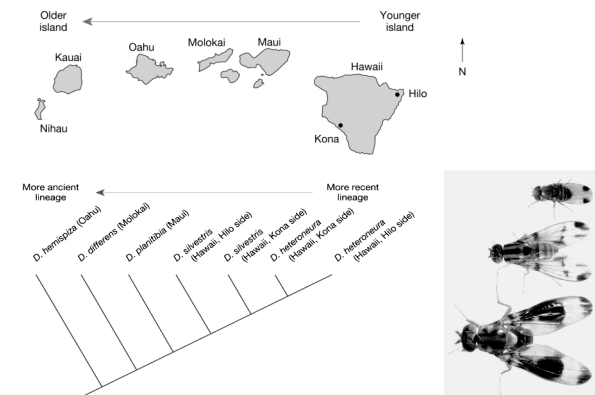 Older
island
Younger
island
Kauai
Oahu
Molokai
Maui
Hawaii
N
Hilo
Kona
Nihau
More ancient
lineage
More recent
lineage
D. hemispiza (Oahu)
D. differens (Molokai)
D. planitibia (Maui)
D. silvestris
(Hawaii, Hilo side)
D. silvestris
(Hawaii, Kona side)
D. heteroneura
(Hawaii, Kona side)
D. heteroneura
(Hawaii, Hilo side)